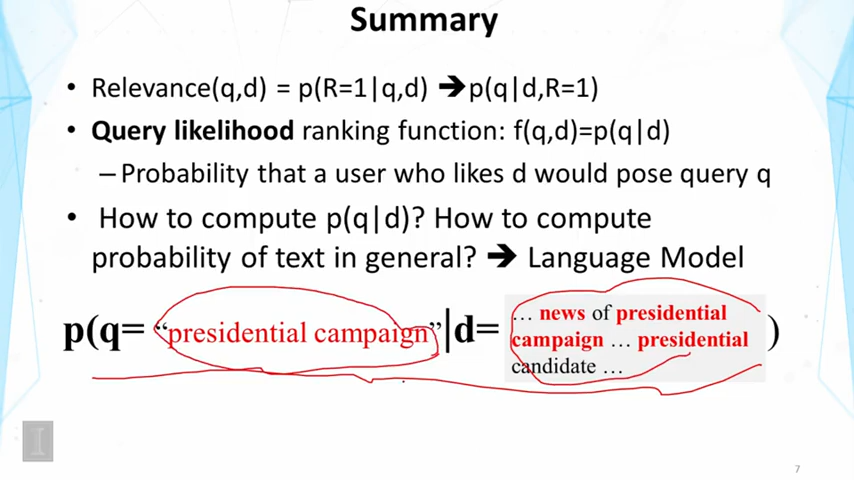 Summary
• Relevance(q,d) = p(R=1|q,d) ➔p(q|d,R=1)
• Query likelihood ranking function: f(q,d)=p(q|d)
– Probability that a user who likes d would pose query q
• How to compute p(q|d)? How to compute
probability of text in general? ➔ Language Model
p(q= “presidential campaign”|d= … news of presidential
campaign … presidential
candidate … )
I
7